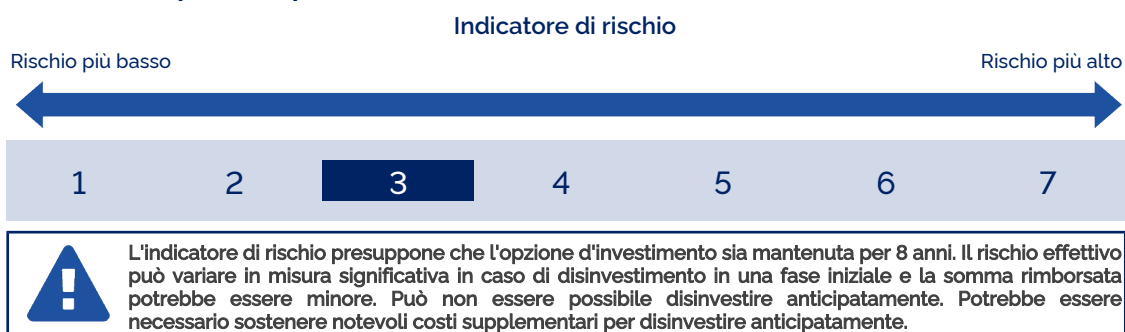 Indicatore di rischio
Rischio più basso
Rischio più alto
1 2 3 4 5 6 7
L'indicatore di rischio presuppone che l'opzione d'investimento sia mantenuta per 8 anni. Il rischio effettivo
può variare in misura significativa in caso di disinvestimento in una fase iniziale e la somma rimborsata
potrebbe essere minore. Può non essere possibile disinvestire anticipatamente. Potrebbe essere
necessario sostenere notevoli costi supplementari per disinvestire anticipatamente.